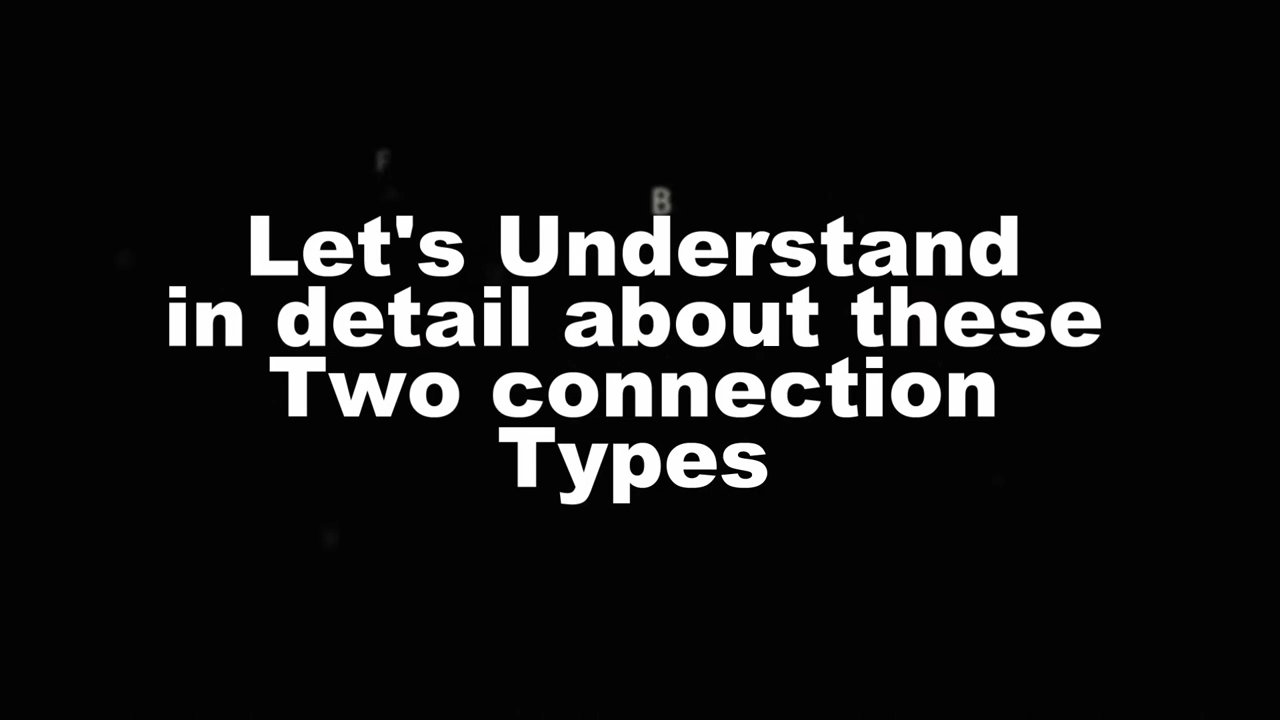 F
B
Let's Understand
in detail about these
Two connection
Types